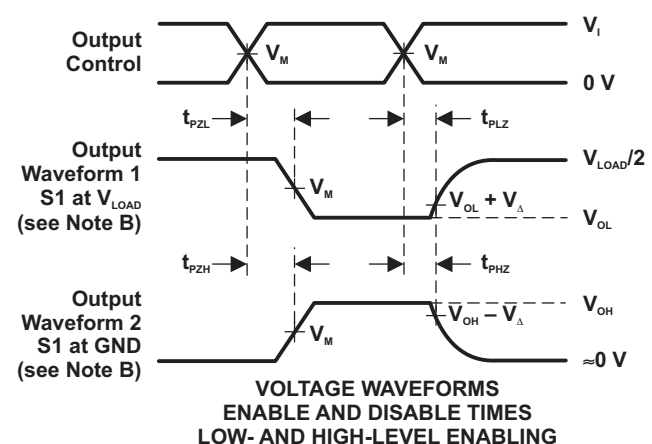 Output
Control
V_M
V_M
V_I
0 V
t_PZL
t_PLZ
Output
Waveform 1
S1 at V_LOAD
(see Note B)
V_M
V_OL + V_Δ
V_LOAD/2
V_OL
t_PZH
t_PHZ
Output
Waveform 2
S1 at GND
(see Note B)
V_M
V_OH – V_Δ
V_OH
≈0 V
VOLTAGE WAVEFORMS
ENABLE AND DISABLE TIMES
LOW- AND HIGH-LEVEL ENABLING